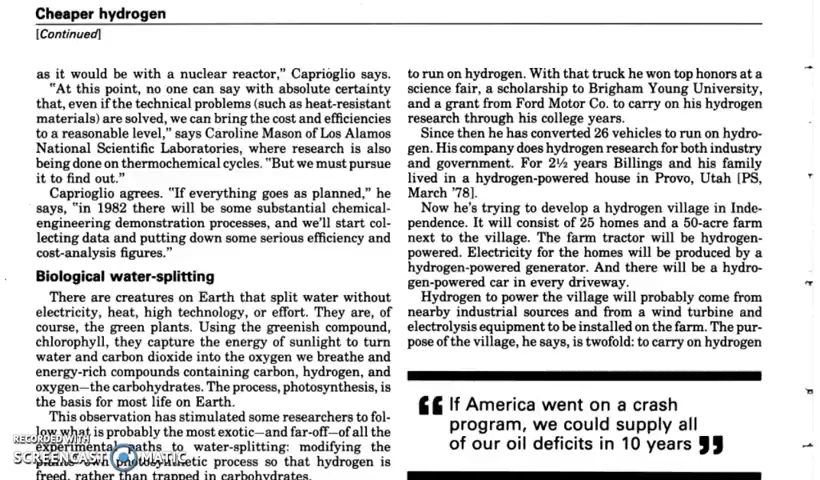 Cheaper hydrogen
[Continued]
as it would be with a nuclear reactor," Caprioglio says.
"At this point, no one can say with absolute certainty
that, even if the technical problems (such as heat-resistant
materials) are solved, we can bring the cost and efficiencies
to a reasonable level," says Caroline Mason of Los Alamos
National Scientific Laboratories, where research is also
being done on thermochemical cycles. "But we must pursue
it to find out."
Caprioglio agrees. "If everything goes as planned," he
says, "in 1982 there will be some substantial chemical-
engineering demonstration processes, and we'll start col-
lecting data and putting down some serious efficiency and
cost-analysis figures."
Biological water-splitting
There are creatures on Earth that split water without
electricity, heat, high technology, or effort. They are, of
course, the green plants. Using the greenish compound,
chlorophyll, they capture the energy of sunlight to turn
water and carbon dioxide into the oxygen we breathe and
energy-rich compounds containing carbon, hydrogen, and
oxygen—the carbohydrates. The process, photosynthesis, is
the basis for most life on Earth.
This observation has stimulated some researchers to fol-
low what is probably the most exotic—and far-off—of all the
experimental paths to water-splitting: modifying the
plants' own photosynthetic process so that hydrogen is
freed, rather than trapped in carbohydrates.
to run on hydrogen. With that truck he won top honors at a
science fair, a scholarship to Brigham Young University,
and a grant from Ford Motor Co. to carry on his hydrogen
research through his college years.
Since then he has converted 26 vehicles to run on hydro-
gen. His company does hydrogen research for both industry
and government. For 2½ years Billings and his family
lived in a hydrogen-powered house in Provo, Utah [PS,
March '78].
Now he's trying to develop a hydrogen village in Inde-
pendence. It will consist of 25 homes and a 50-acre farm
next to the village. The farm tractor will be hydrogen-
powered. Electricity for the homes will be produced by a
hydrogen-powered generator. And there will be a hydro-
gen-powered car in every driveway.
Hydrogen to power the village will probably come from
nearby industrial sources and from a wind turbine and
electrolysis equipment to be installed on the farm. The pur-
pose of the village, he says, is twofold: to carry on hydrogen
“ If America went on a crash
program, we could supply all
of our oil deficits in 10 years ”
RECORDED WITH
SCREENCAST MATIC